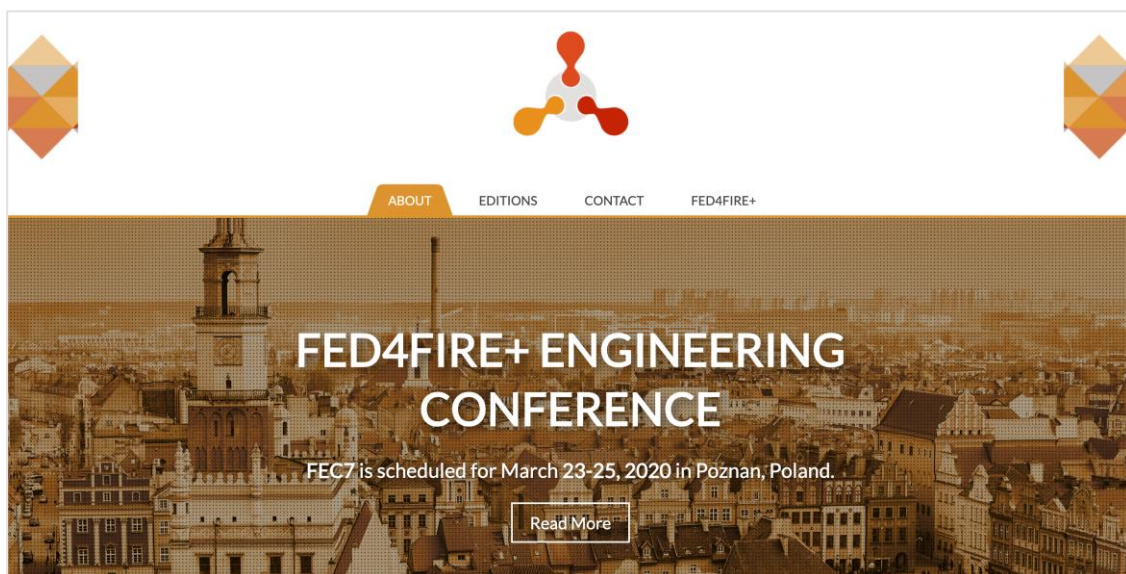 ABOUT EDITIONS CONTACT FED4FIRE+
FED4FIRE+ ENGINEERING
CONFERENCE
FEC7 is scheduled for March 23-25, 2020 in Poznan, Poland.
Read More